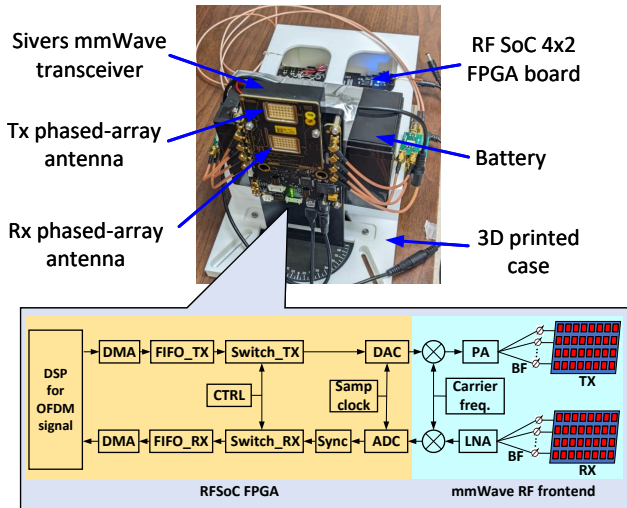 Sivers mmWave
transceiver
RF SoC 4x2
FPGA board
Tx phased-array
antenna
Battery
Rx phased-array
antenna
3D printed
case
DSP
for
OFDM
signal
DMA
FIFO_TX
Switch_TX
DAC
PA
BF
TX
CTRL
Samp
clock
Carrier
freq.
DMA
FIFO_RX
Switch_RX
Sync
ADC
LNA
BF
RX
RFSoC FPGA
mmWave RF frontend